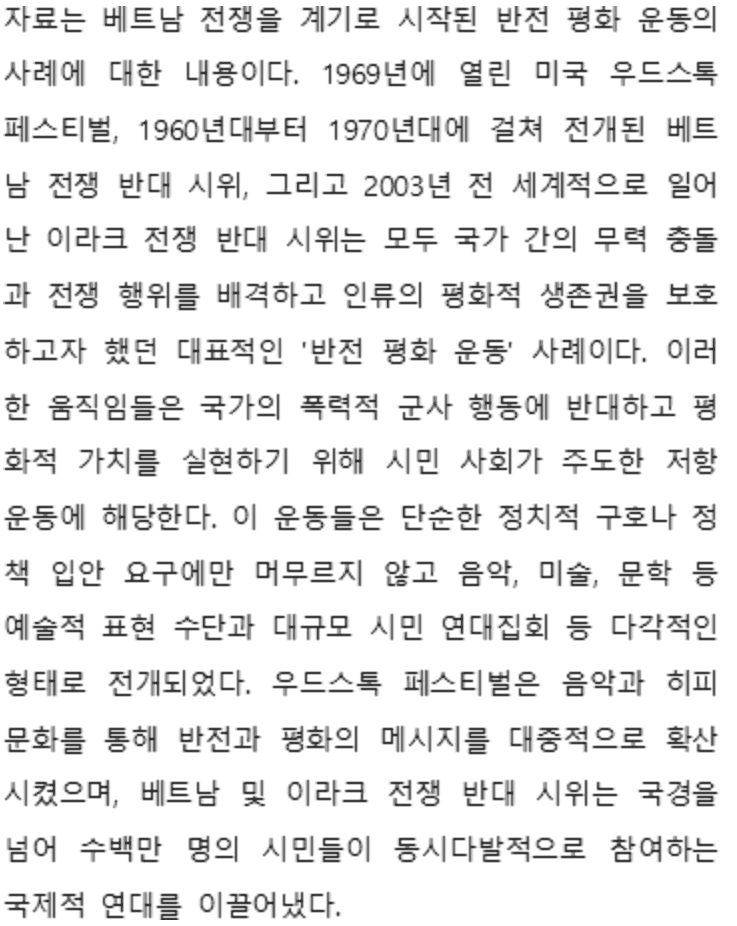 자료는 베트남 전쟁을 계기로 시작된 반전 평화 운동의
사례에 대한 내용이다. 1969년에 열린 미국 우드스톡
페스티벌, 1960년대부터 1970년대에 걸쳐 전개된 베트
남 전쟁 반대 시위, 그리고 2003년 전 세계적으로 일어
난 이라크 전쟁 반대 시위는 모두 국가 간의 무력 충돌
과 전쟁 행위를 배격하고 인류의 평화적 생존권을 보호
하고자 했던 대표적인 '반전 평화 운동' 사례이다. 이러
한 움직임들은 국가의 폭력적 군사 행동에 반대하고 평
화적 가치를 실현하기 위해 시민 사회가 주도한 저항
운동에 해당한다. 이 운동들은 단순한 정치적 구호나 정
책 입안 요구에만 머무르지 않고 음악, 미술, 문학 등
예술적 표현 수단과 대규모 시민 연대집회 등 다각적인
형태로 전개되었다. 우드스톡 페스티벌은 음악과 히피
문화를 통해 반전과 평화의 메시지를 대중적으로 확산
시켰으며, 베트남 및 이라크 전쟁 반대 시위는 국경을
넘어 수백만 명의 시민들이 동시다발적으로 참여하는
국제적 연대를 이끌어냈다.